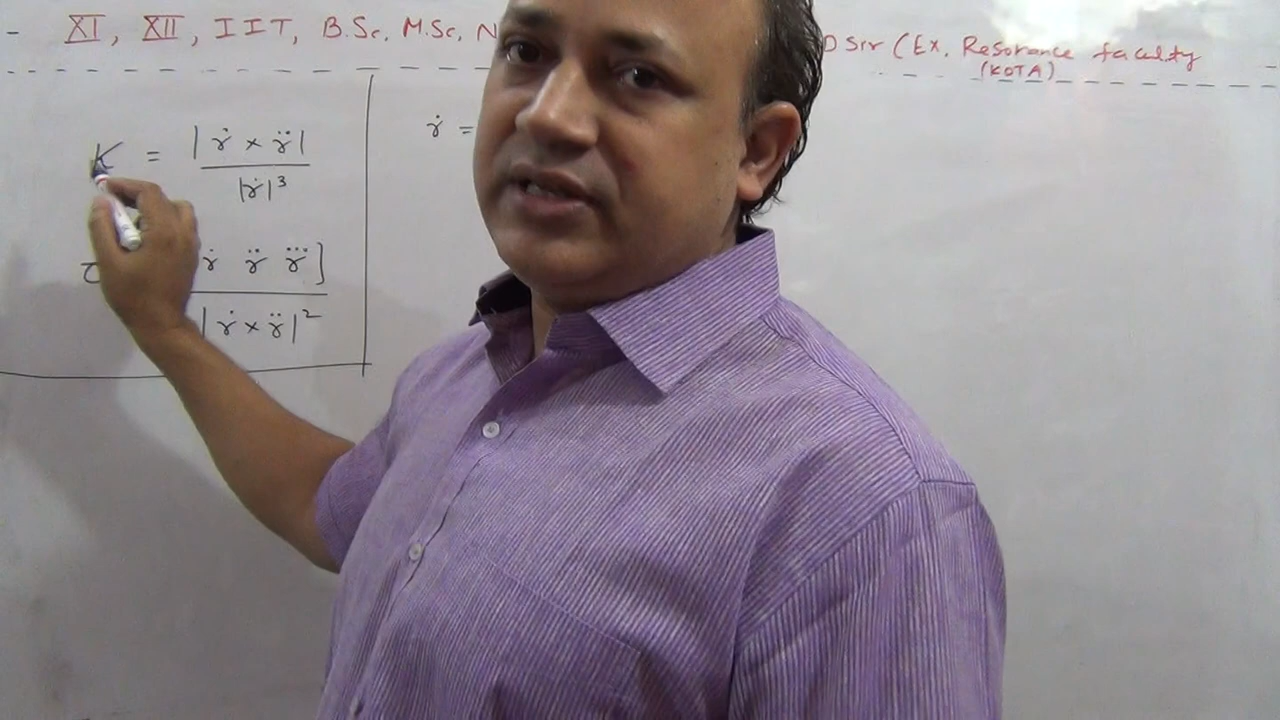 - XI, XII, IIT, B.Sc, M.Sc, N D Sir (Ex. Resonance faculty
(KOTA)
K = | ṙ × r̈ |
|ṙ|³
ṙ r̈ r⃛ ]
| ṙ × r̈ |²
ṙ =